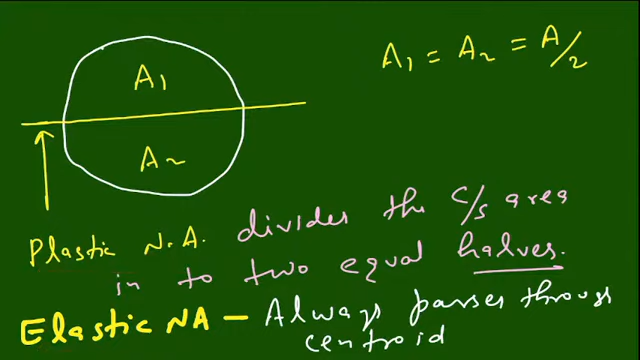 A₁
A₂
A₁ = A₂ = A/2
Plastic N.A. divides the c/s area
in to two equal halves.
Elastic NA – Always passes through
centroid